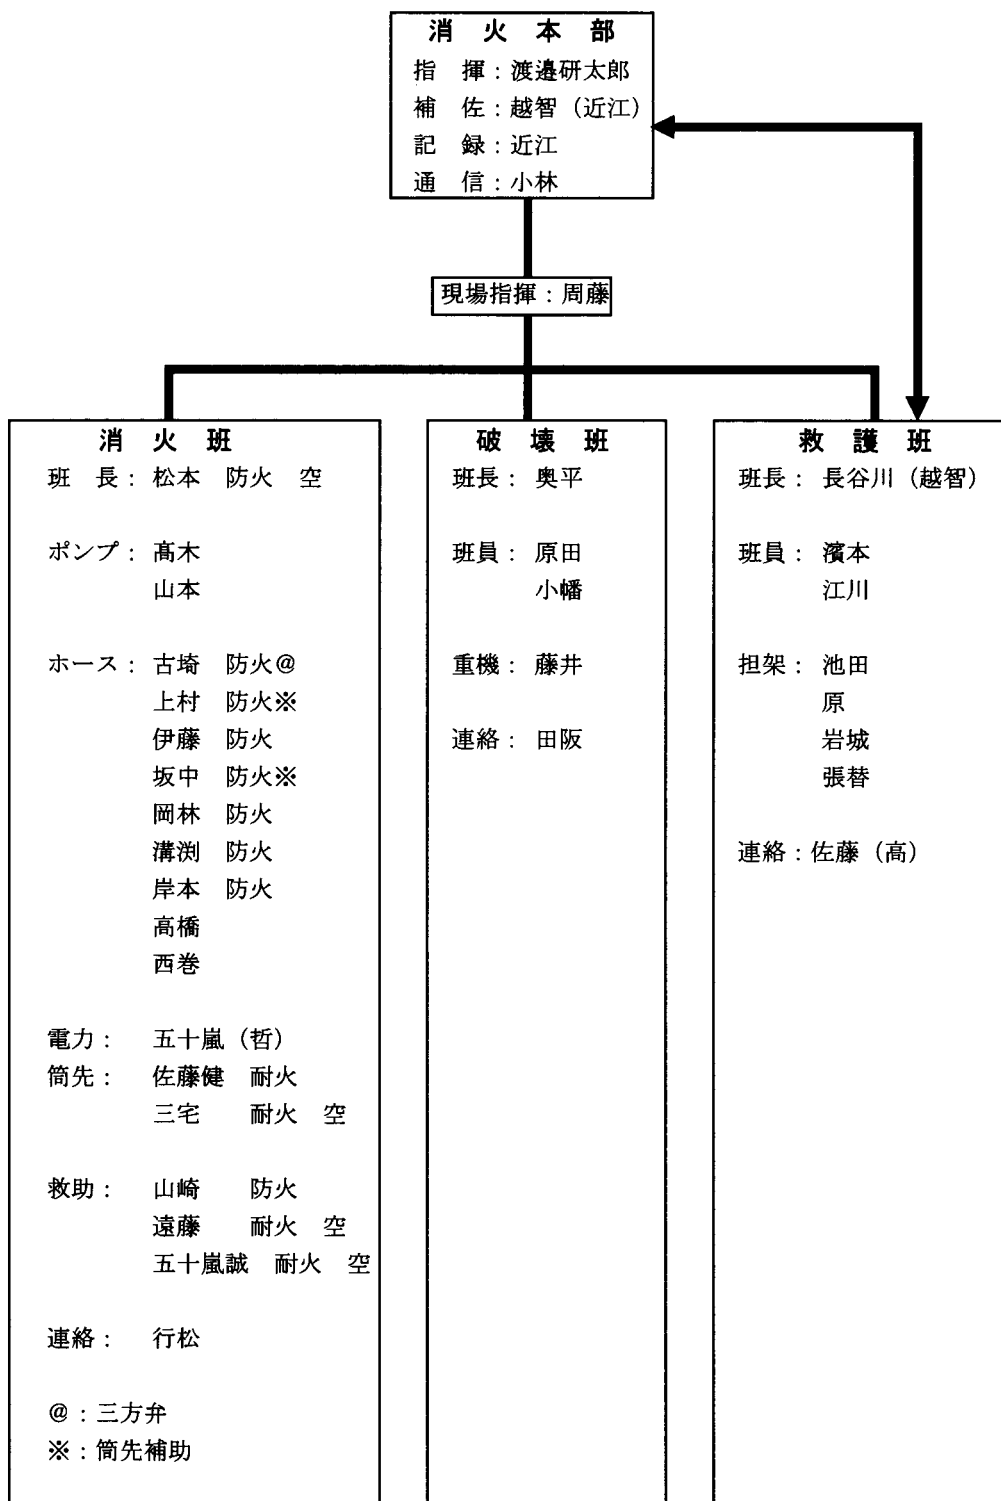 消 火 本 部
指 揮：渡邉研太郎
補 佐：越智（近江）
記 録：近江
通 信：小林
現場指揮：周藤
消 火 班
班 長： 松本 防火 空
ポンプ： 髙木
山本
ホース： 古埼 防火＠
上村 防火※
伊藤 防火
坂中 防火※
岡林 防火
溝渕 防火
岸本 防火
高橋
西巻
電力： 五十嵐（哲）
筒先： 佐藤健 耐火
三宅 耐火 空
救助： 山崎 防火
遠藤 耐火 空
五十嵐誠 耐火 空
連絡： 行松
＠：三方弁
※：筒先補助
破 壊 班
班長： 奥平
班員： 原田
小幡
重機： 藤井
連絡： 田阪
救 護 班
班長： 長谷川（越智）
班員： 濱本
江川
担架： 池田
原
岩城
張替
連絡：佐藤（高）